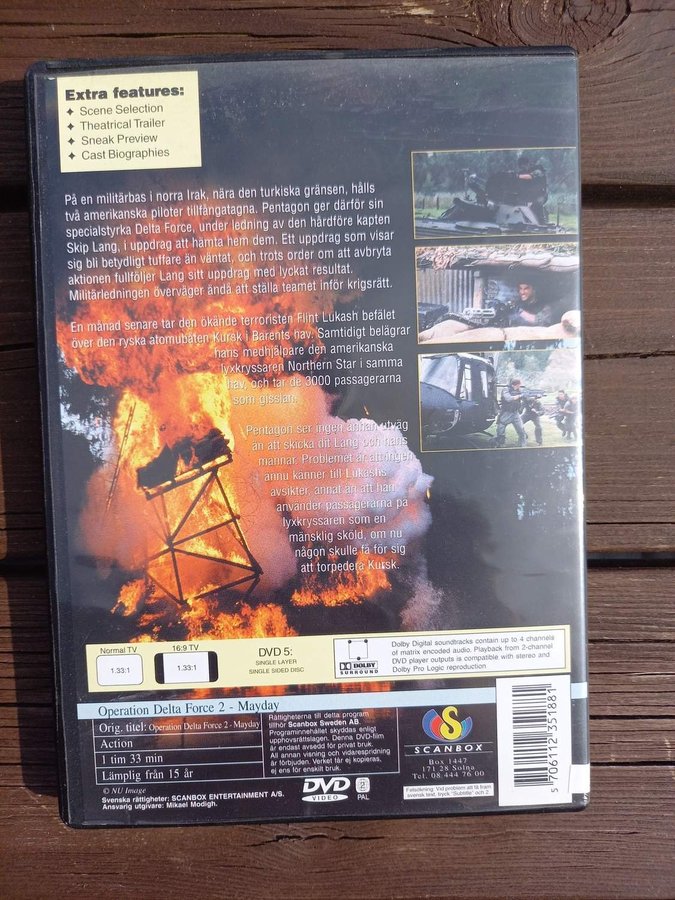 Extra features:
✦ Scene Selection
✦ Theatrical Trailer
✦ Sneak Preview
✦ Cast Biographies
På en militärbas i norra Irak, nära den turkiska gränsen, hålls
två amerikanska piloter tillfångatagna. Pentagon ger därför sin
specialstyrka Delta Force, under ledning av den hårdföre kapten
Skip Lang, i uppdrag att hämta hem dem. Ett uppdrag som visar
sig bli betydligt tuffare än väntat, och trots order om att avbryta
aktionen fullföljer Lang sitt uppdrag med lyckat resultat.
Militärledningen överväger ändå att ställa teamet inför krigsrätt.
En månad senare tar den ökände terroristen Flint Lukash befälet
över den ryska atomubåten Kursk i Barents hav. Samtidigt belägrar
hans medhjälpare den amerikanska
lyxkryssaren Northern Star i samma
hav, och tar de 3000 passagerarna
som gisslan.
Pentagon ser ingen annan utväg
än att skicka dit Lang och hans
mannar. Problemet är att ingen
ännu känner till Lukashs
avsikter, annat än att han
använder passagerarna på
lyxkryssaren som en
mänsklig sköld, om nu
någon skulle få för sig
att torpedera Kursk.
Normal TV
1.33:1
16:9 TV
1.33:1
DVD 5:
SINGLE LAYER
SINGLE SIDED DISC
DOLBY
SURROUND
Dolby Digital soundtracks contain up to 4 channels
of matrix encoded audio. Playback from 2-channel
DVD player outputs is compatible with stereo and
Dolby Pro Logic reproduction.
Operation Delta Force 2 - Mayday
Orig. titel: Operation Delta Force 2 - Mayday
Action
1 tim 33 min
Lämplig från 15 år
© NU Image
Svenska rättigheter: SCANBOX ENTERTAINMENT A/S.
Ansvarig utgivare: Mikael Modigh.
Rättigheterna till detta program
tillhör Scanbox Sweden AB.
Programinnehållet skyddas enligt
upphovsrättslagen. Denna DVD-film
är endast avsedd för privat bruk.
All annan visning och vidarespridning
är förbjuden. Verket får ej kopieras,
ej ens för enskilt bruk.
DVD
VIDEO
2
PAL
SCANBOX
Box 1447
171 28 Solna
Tel. 08 444 76 00
Felsökning: Vid problem att få fram
svensk text, tryck "Subtitle" och 2.
5 706112 351881